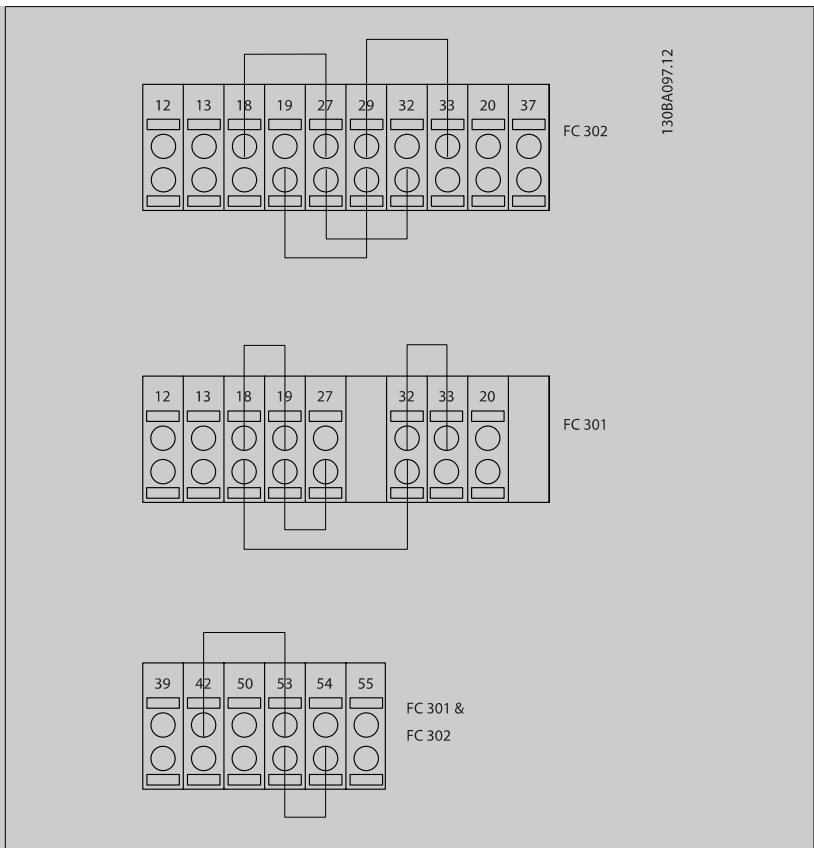 130BA097.12
12 13 18 19 27 29 32 33 20 37
FC 302
12 13 18 19 27 32 33 20
FC 301
39 42 50 53 54 55
FC 301 &
FC 302